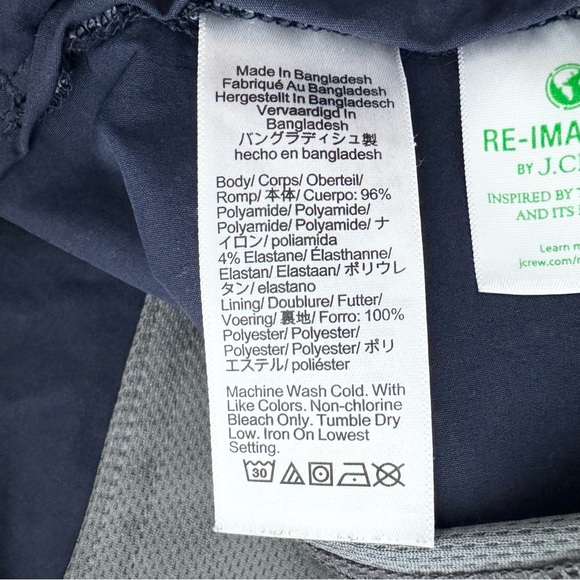 Made In Bangladesh
Fabriqué Au Bangladesh
Hergestellt In Bangladesch
Vervaardigd In
Bangladesh
バングラディシュ製
hecho en bangladesh
Body/ Corps/ Oberteil/
Romp/ 本体/ Cuerpo: 96%
Polyamide/ Polyamide/
Polyamide/ Polyamide/ ナ
イロン/ poliamida
4% Elastane/ Élasthanne/
Elastan/ Elastaan/ ポリウレ
タン/ elastano
Lining/ Doublure/ Futter/
Voering/ 裏地/ Forro: 100%
Polyester/ Polyester/
Polyester/ Polyester/ ポリ
エステル/ poliéster
Machine Wash Cold. With
Like Colors. Non-chlorine
Bleach Only. Tumble Dry
Low. Iron On Lowest
Setting.
30
RE-IMA
BY J.C
INSPIRED BY
AND ITS
Learn m
jcrew.com/